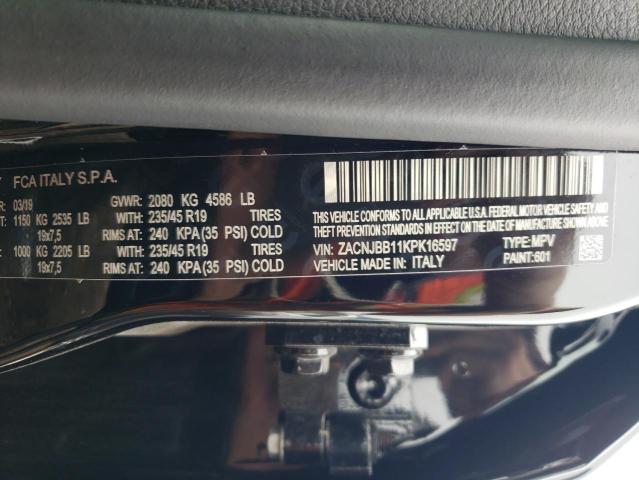 FCA ITALY S.P.A.
R: 03/19 GVWR: 2080 KG 4586 LB
T: 1150 KG 2535 LB WITH: 235/45 R19 TIRES
19x7,5 RIMS AT: 240 KPA(35 PSI) COLD
: 1000 KG 2205 LB WITH: 235/45 R19 TIRES
19x7,5 RIMS AT: 240 KPA(35 PSI) COLD
THIS VEHICLE CONFORMS TO ALL APPLICABLE U.S.A. FEDERAL MOTOR VEHICLE SAFETY,
THEFT PREVENTION STANDARDS IN EFFECT ON THE DATE OF MANUFACTURE SHOWN ABOVE.
VIN: ZACNJBB11KPK16597 TYPE: MPV
VEHICLE MADE IN: ITALY PAINT: 601